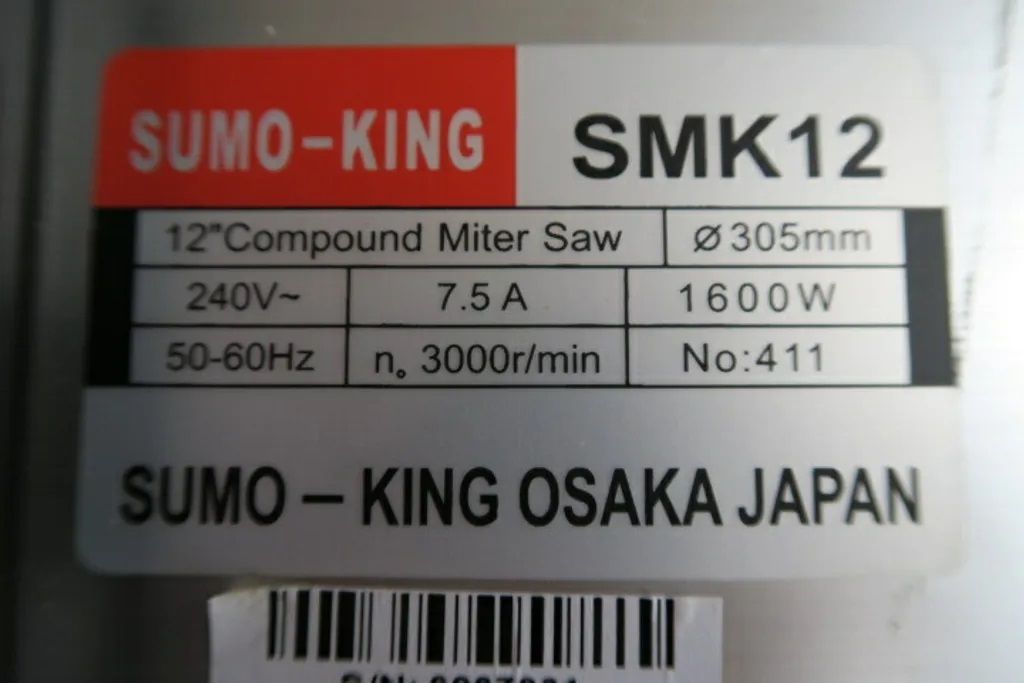 SUMO-KING SMK12
12"Compound Miter Saw ⌀305mm
240V~ 7.5A 1600W
50-60Hz n₀ 3000r/min No:411
SUMO – KING OSAKA JAPAN
S/N: